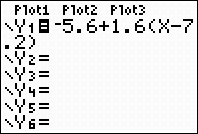 Plot1 Plot2 Plot3
\Y₁=-5.6+1.6(X-7
.2)
\Y₂=
\Y₃=
\Y₄=
\Y₅=
\Y₆=